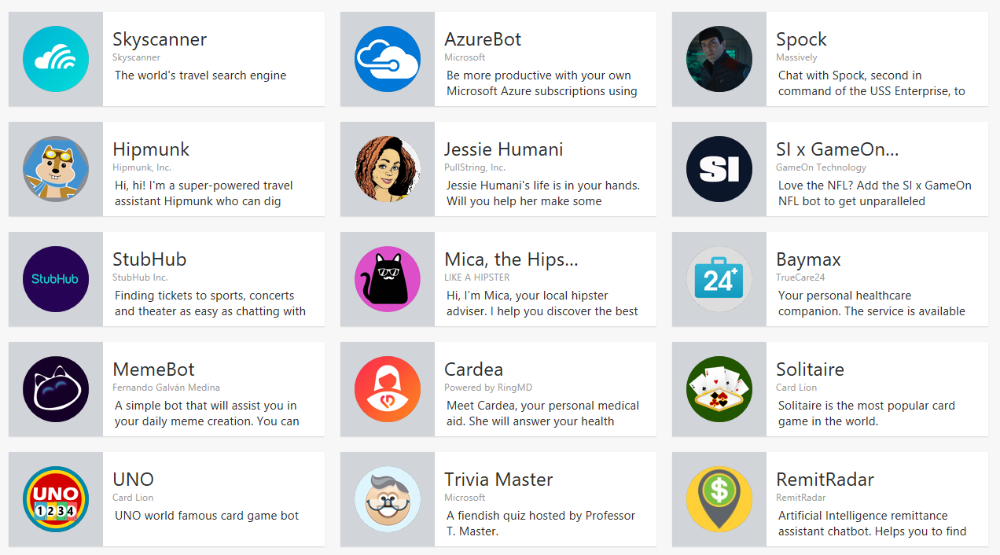 Skyscanner
Skyscanner
The world's travel search engine
AzureBot
Microsoft
Be more productive with your own
Microsoft Azure subscriptions using
Spock
Massively
Chat with Spock, second in
command of the USS Enterprise, to
Hipmunk
Hipmunk, Inc.
Hi, hi! I'm a super-powered travel
assistant Hipmunk who can dig
Jessie Humani
PullString, Inc.
Jessie Humani's life is in your hands.
Will you help her make some
SI
SI x GameOn...
GameOn Technology
Love the NFL? Add the SI x GameOn
NFL bot to get unparalleled
StubHub
StubHub
StubHub Inc.
Finding tickets to sports, concerts
and theater as easy as chatting with
Mica, the Hips...
LIKE A HIPSTER
Hi, I’m Mica, your local hipster
adviser. I help you discover the best
24+
Baymax
TrueCare24
Your personal healthcare
companion. The service is available
MemeBot
Fernando Galván Medina
A simple bot that will assist you in
your daily meme creation. You can
Cardea
Powered by RingMD
Meet Cardea, your personal medical
aid. She will answer your health
Solitaire
Card Lion
Solitaire is the most popular card
game in the world.
UNO
1 2 3 4
UNO
Card Lion
UNO world famous card game bot
Trivia Master
Microsoft
A fiendish quiz hosted by Professor
T. Master.
$
RemitRadar
RemitRadar
Artificial Intelligence remittance
assistant chatbot. Helps you to find